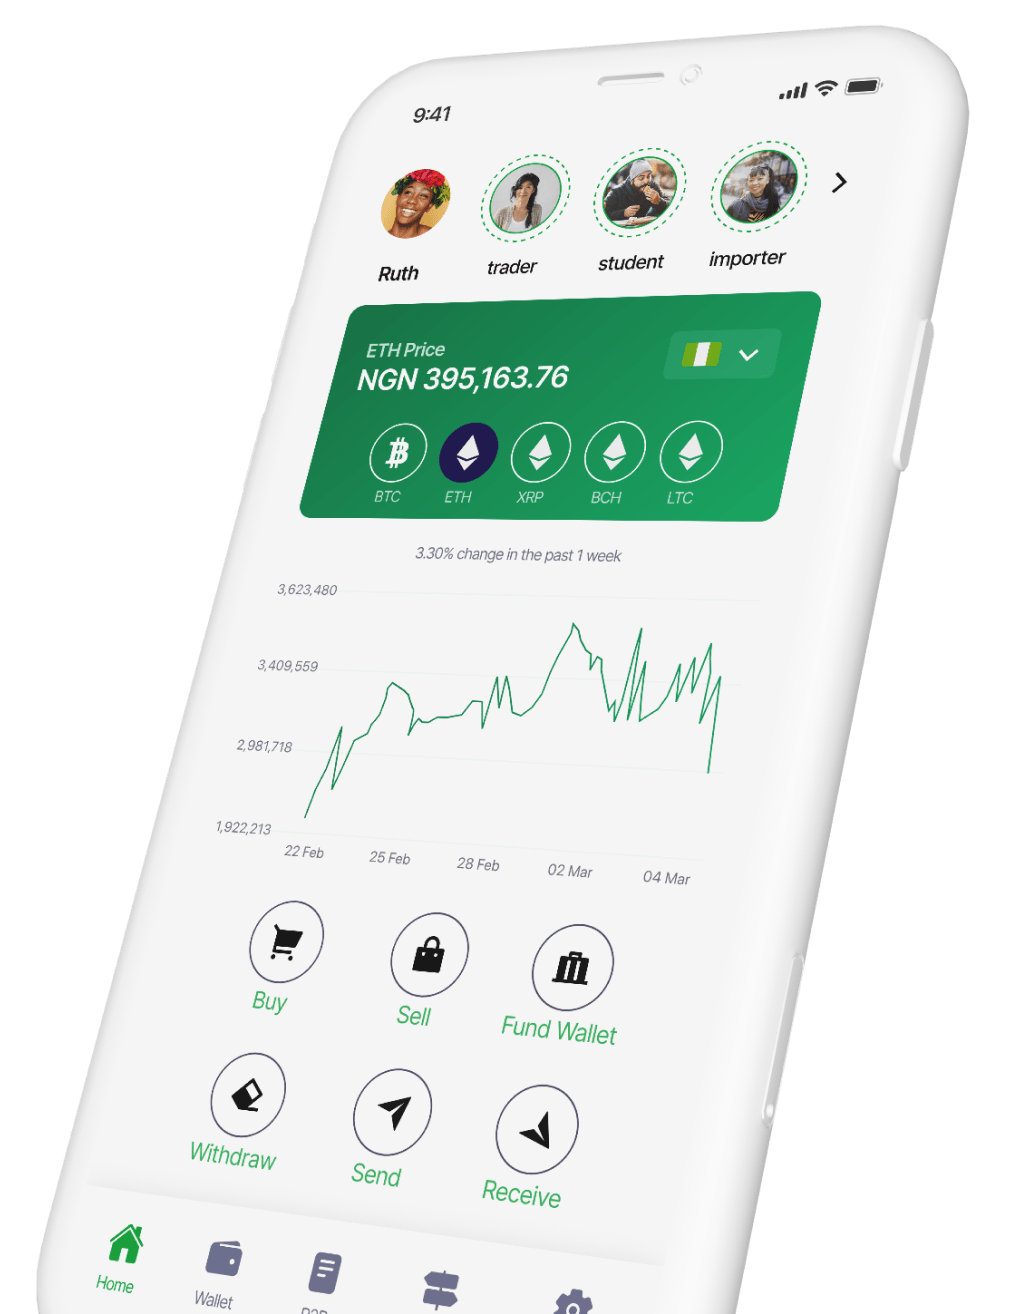 9:41
Ruth
trader
student
importer
ETH Price
NGN 395,163.76
BTC
ETH
XRP
BCH
LTC
3.30% change in the past 1 week
3,623,480
3,409,559
2,981,718
1,922,213
22 Feb
25 Feb
28 Feb
02 Mar
04 Mar
Buy
Sell
Fund Wallet
Withdraw
Send
Receive
Home
Wallet
P2P